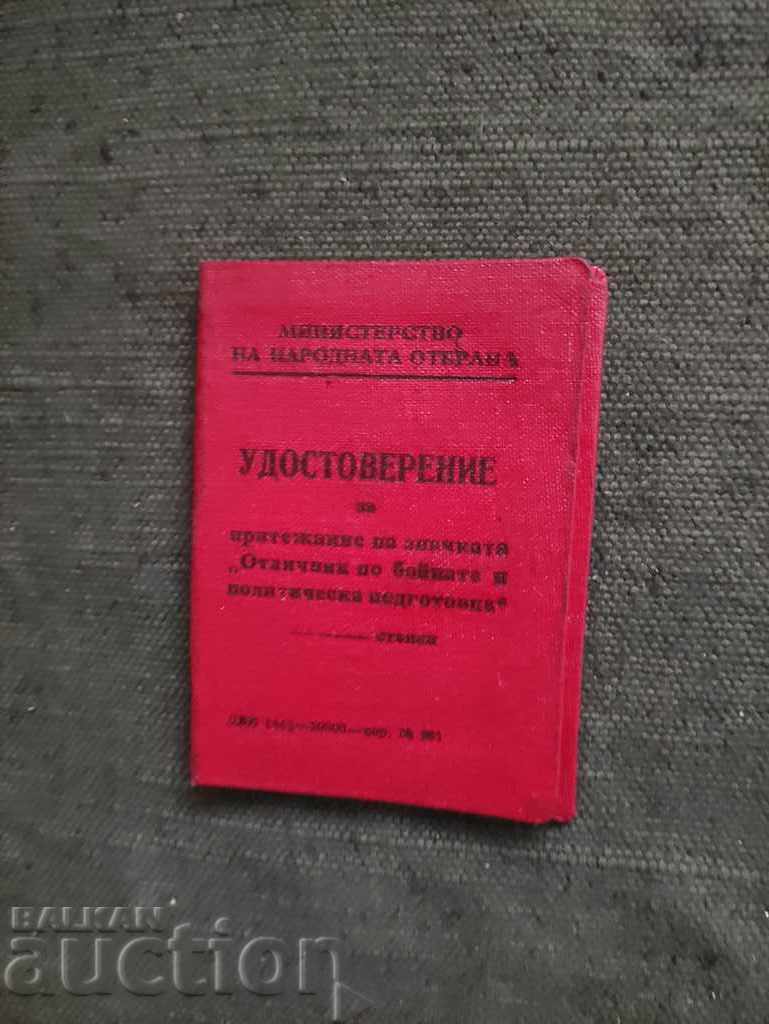 МИНИСТЕРСТВО
НА НАРОДНАТА ОТБРАНА
УДОСТОВЕРЕНИЕ
за
притежание на значката
„Отличник по бойната и
политическа подготовка“
степен
BALKAN
auction